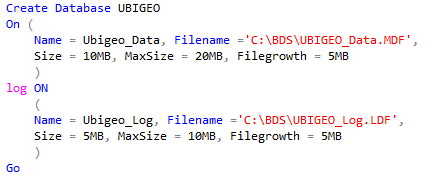 Create Database UBIGEO
On (
Name = Ubigeo_Data, Filename ='C:\BDS\UBIGEO_Data.MDF',
Size = 10MB, MaxSize = 20MB, Filegrowth = 5MB
)
log ON
(
Name = Ubigeo_Log, Filename ='C:\BDS\UBIGEO_Log.LDF',
Size = 5MB, MaxSize = 10MB, Filegrowth = 5MB
)
Go